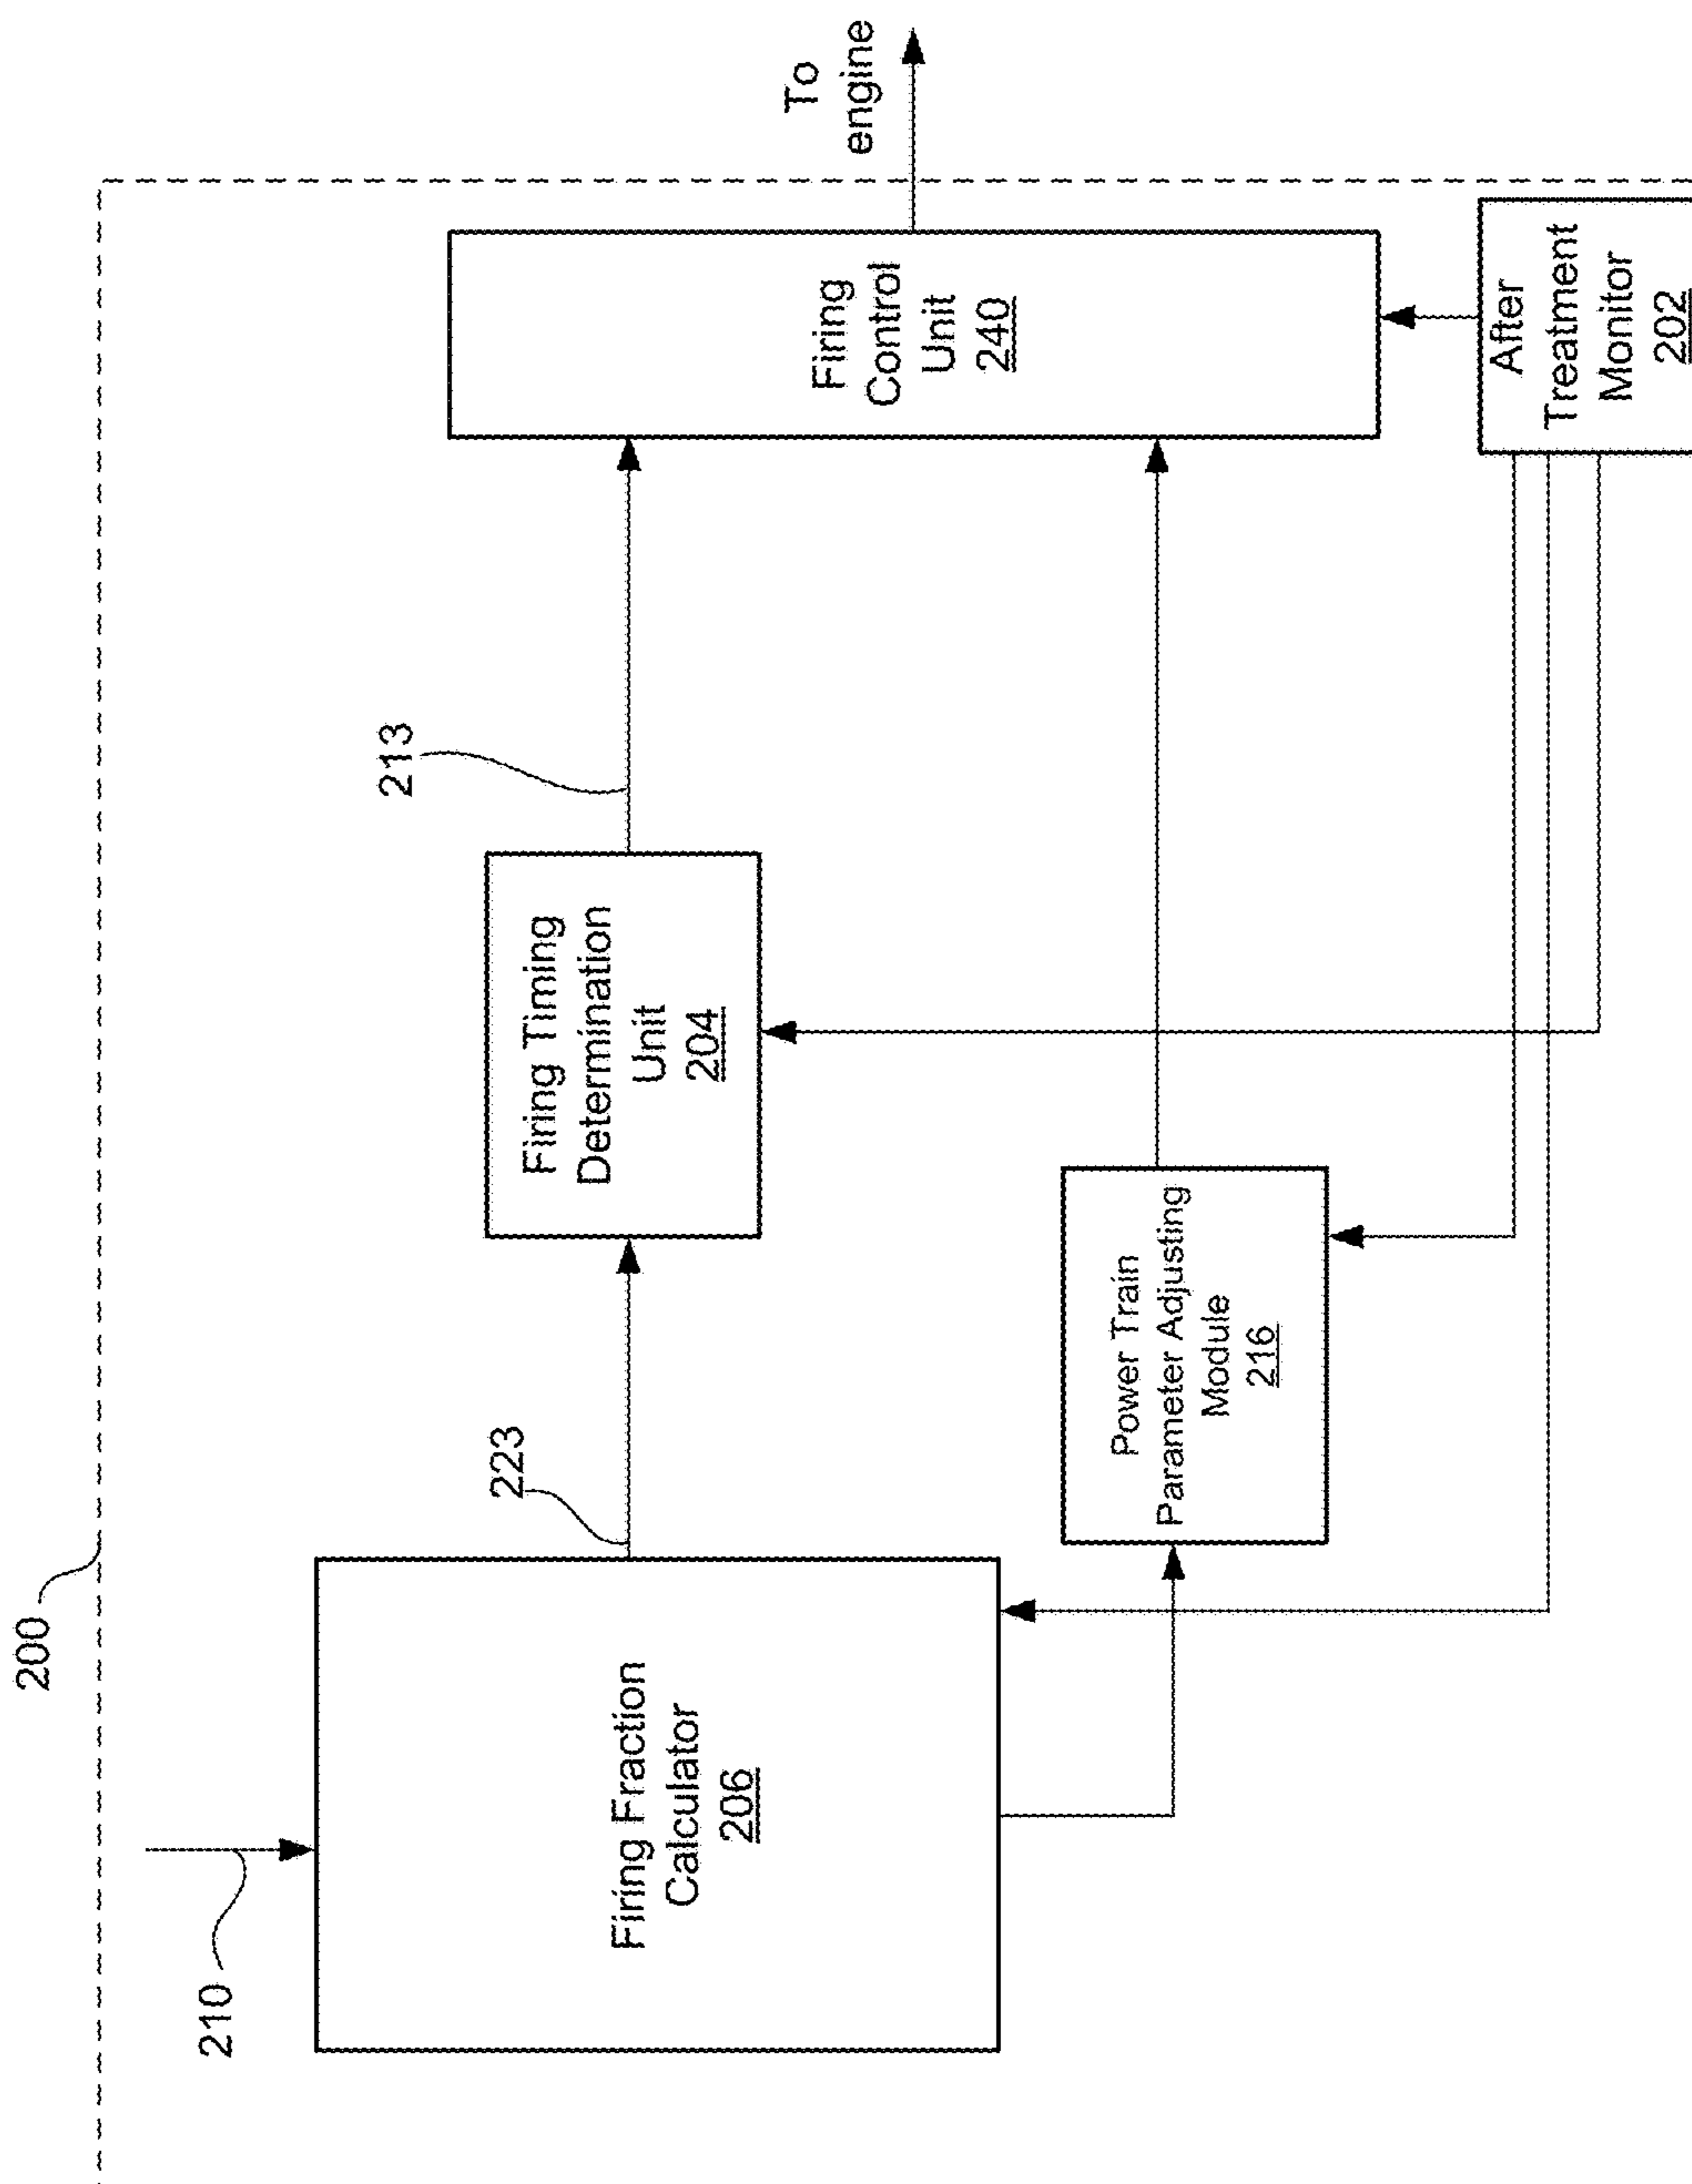 200
210
Firing Fraction
Calculator
206
223
Firing Timing
Determination
Unit
204
213
Power Train
Parameter Adjusting
Module
216
Firing
Control
Unit
240
To
engine
After
Treatment
Monitor
202